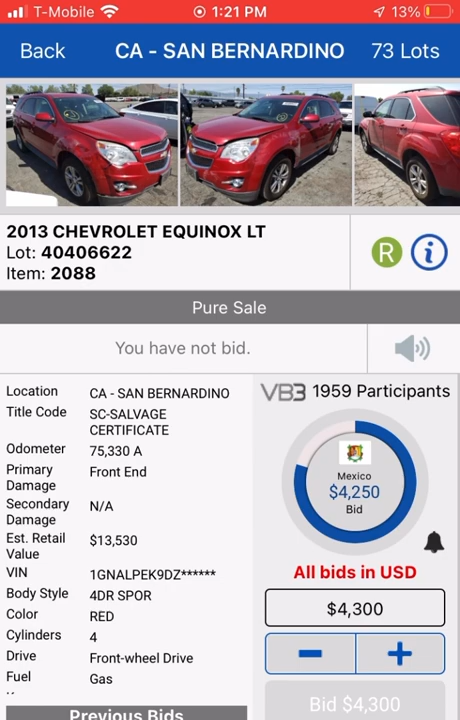 T-Mobile 1:21 PM 13%
Back CA - SAN BERNARDINO 73 Lots
2013 CHEVROLET EQUINOX LT
Lot: 40406622
Item: 2088
R i
Pure Sale
You have not bid.
Location CA - SAN BERNARDINO
Title Code SC-SALVAGE
CERTIFICATE
Odometer 75,330 A
Primary
Damage Front End
Secondary
Damage N/A
Est. Retail
Value $13,530
VIN 1GNALPEK9DZ******
Body Style 4DR SPOR
Color RED
Cylinders 4
Drive Front-wheel Drive
Fuel Gas
Previous Bids
VB3 1959 Participants
Mexico
$4,250
Bid
All bids in USD
$4,300
Bid $4,300